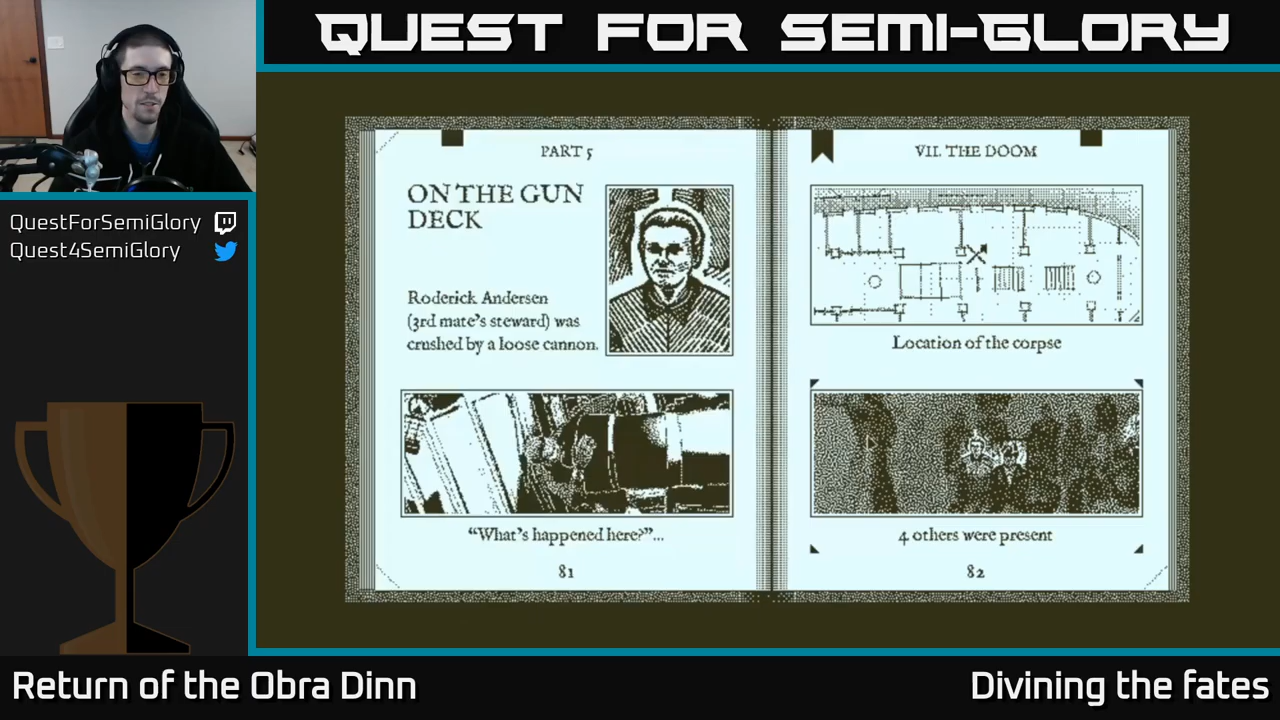 QUEST FOR SEMI-GLORY
QuestForSemiGlory
Quest4SemiGlory
PART 5
ON THE GUN
DECK
Roderick Andersen
(3rd mate's steward) was
crushed by a loose cannon.
“What's happened here?”...
81
VII. THE DOOM
Location of the corpse
4 others were present
82
Return of the Obra Dinn
Divining the fates